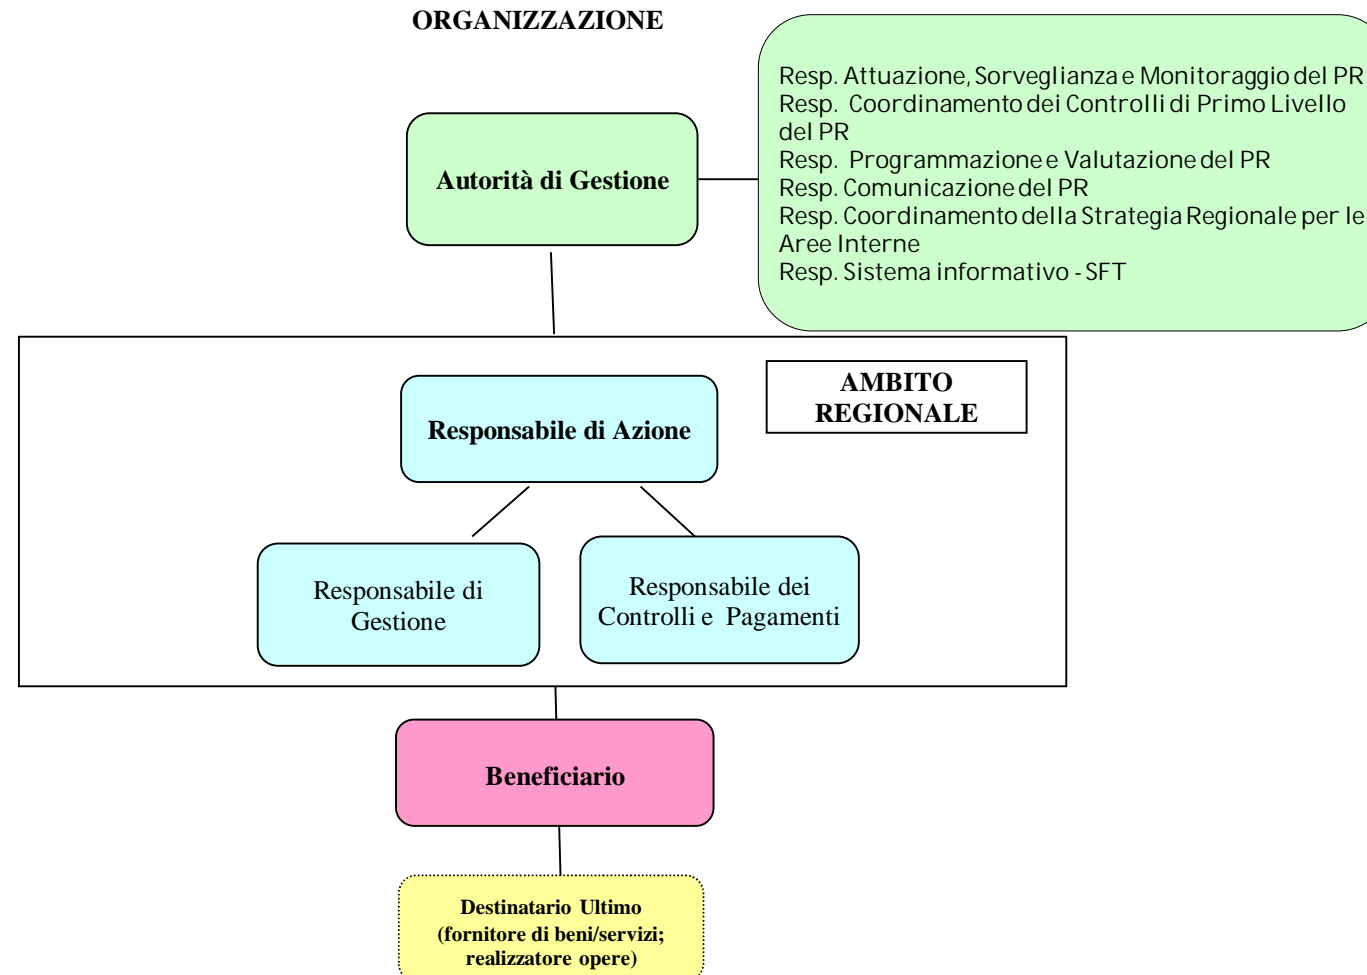 ORGANIZZAZIONE
Resp. Attuazione, Sorveglianza e Monitoraggio del PR
Resp. Coordinamento dei Controlli di Primo Livello
del PR
Resp. Programmazione e Valutazione del PR
Resp. Comunicazione del PR
Resp. Coordinamento della Strategia Regionale per le
Aree Interne
Resp. Sistema informativo - SFT
Autorità di Gestione
AMBITO
REGIONALE
Responsabile di Azione
Responsabile di
Gestione
Responsabile dei
Controlli e Pagamenti
Beneficiario
Destinatario Ultimo
(fornitore di beni/servizi;
realizzatore opere)